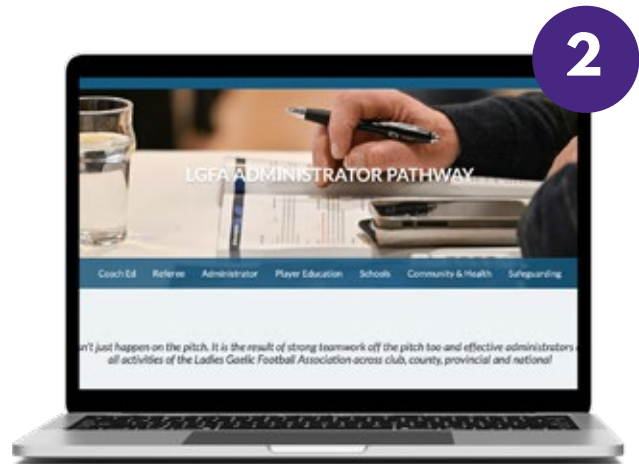 2
LGFA ADMINISTRATOR PATHWAY
Coach Ed Referee Administrator Player Education Schools Community & Health Safeguarding
n't just happen on the pitch. It is the result of strong teamwork off the pitch too and effective administrators
all activities of the Ladies Gaelic Football Association across club, county, provincial and national